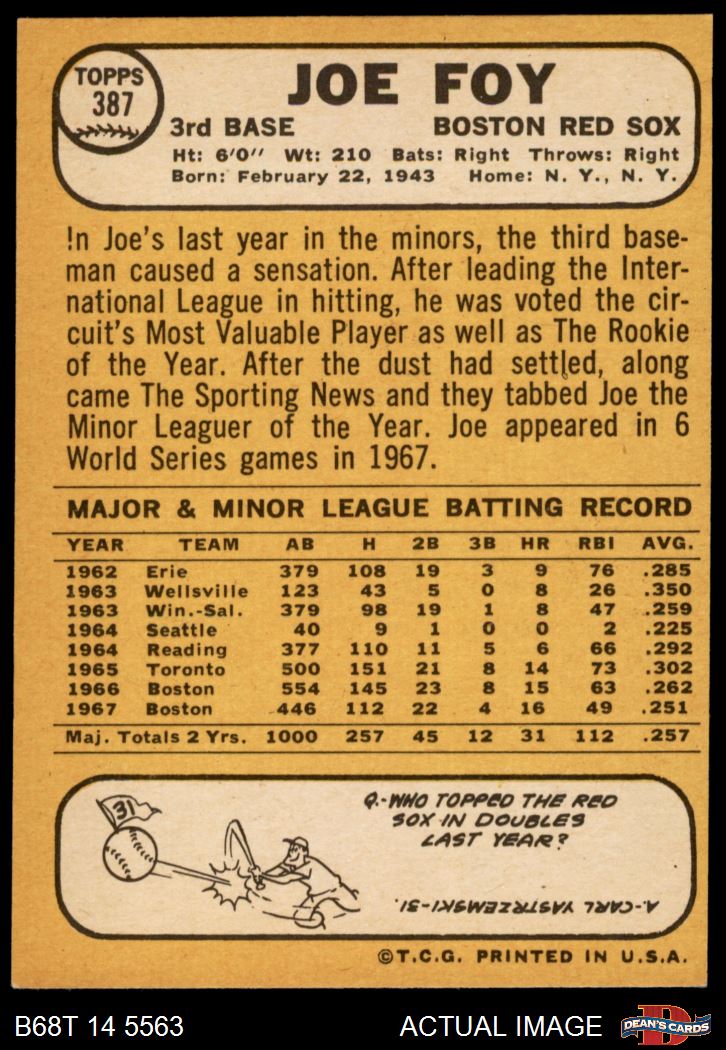 TOPPS
387
JOE FOY
3rd BASE BOSTON RED SOX
Ht: 6'0" Wt: 210 Bats: Right Throws: Right
Born: February 22, 1943 Home: N. Y., N. Y.
In Joe's last year in the minors, the third base-
man caused a sensation. After leading the Inter-
national League in hitting, he was voted the cir-
cuit's Most Valuable Player as well as The Rookie
of the Year. After the dust had settled, along
came The Sporting News and they tabbed Joe the
Minor Leaguer of the Year. Joe appeared in 6
World Series games in 1967.
MAJOR & MINOR LEAGUE BATTING RECORD
YEAR TEAM AB H 2B 3B HR RBI AVG.
1962 Erie 379 108 19 3 9 76 .285
1963 Wellsville 123 43 5 0 8 26 .350
1963 Win.-Sal. 379 98 19 1 8 47 .259
1964 Seattle 40 9 1 0 0 2 .225
1964 Reading 377 110 11 5 6 66 .292
1965 Toronto 500 151 21 8 14 73 .302
1966 Boston 554 145 23 8 15 63 .262
1967 Boston 446 112 22 4 16 49 .251
Maj. Totals 2 Yrs. 1000 257 45 12 31 112 .257
31
Q.-WHO TOPPED THE RED
SOX IN DOUBLES
LAST YEAR?
A.-CARL YASTRZEMSKI-31.
©T.C.G. PRINTED IN U.S.A.
B68T 14 5563 ACTUAL IMAGE
D
DEAN'S CARDS